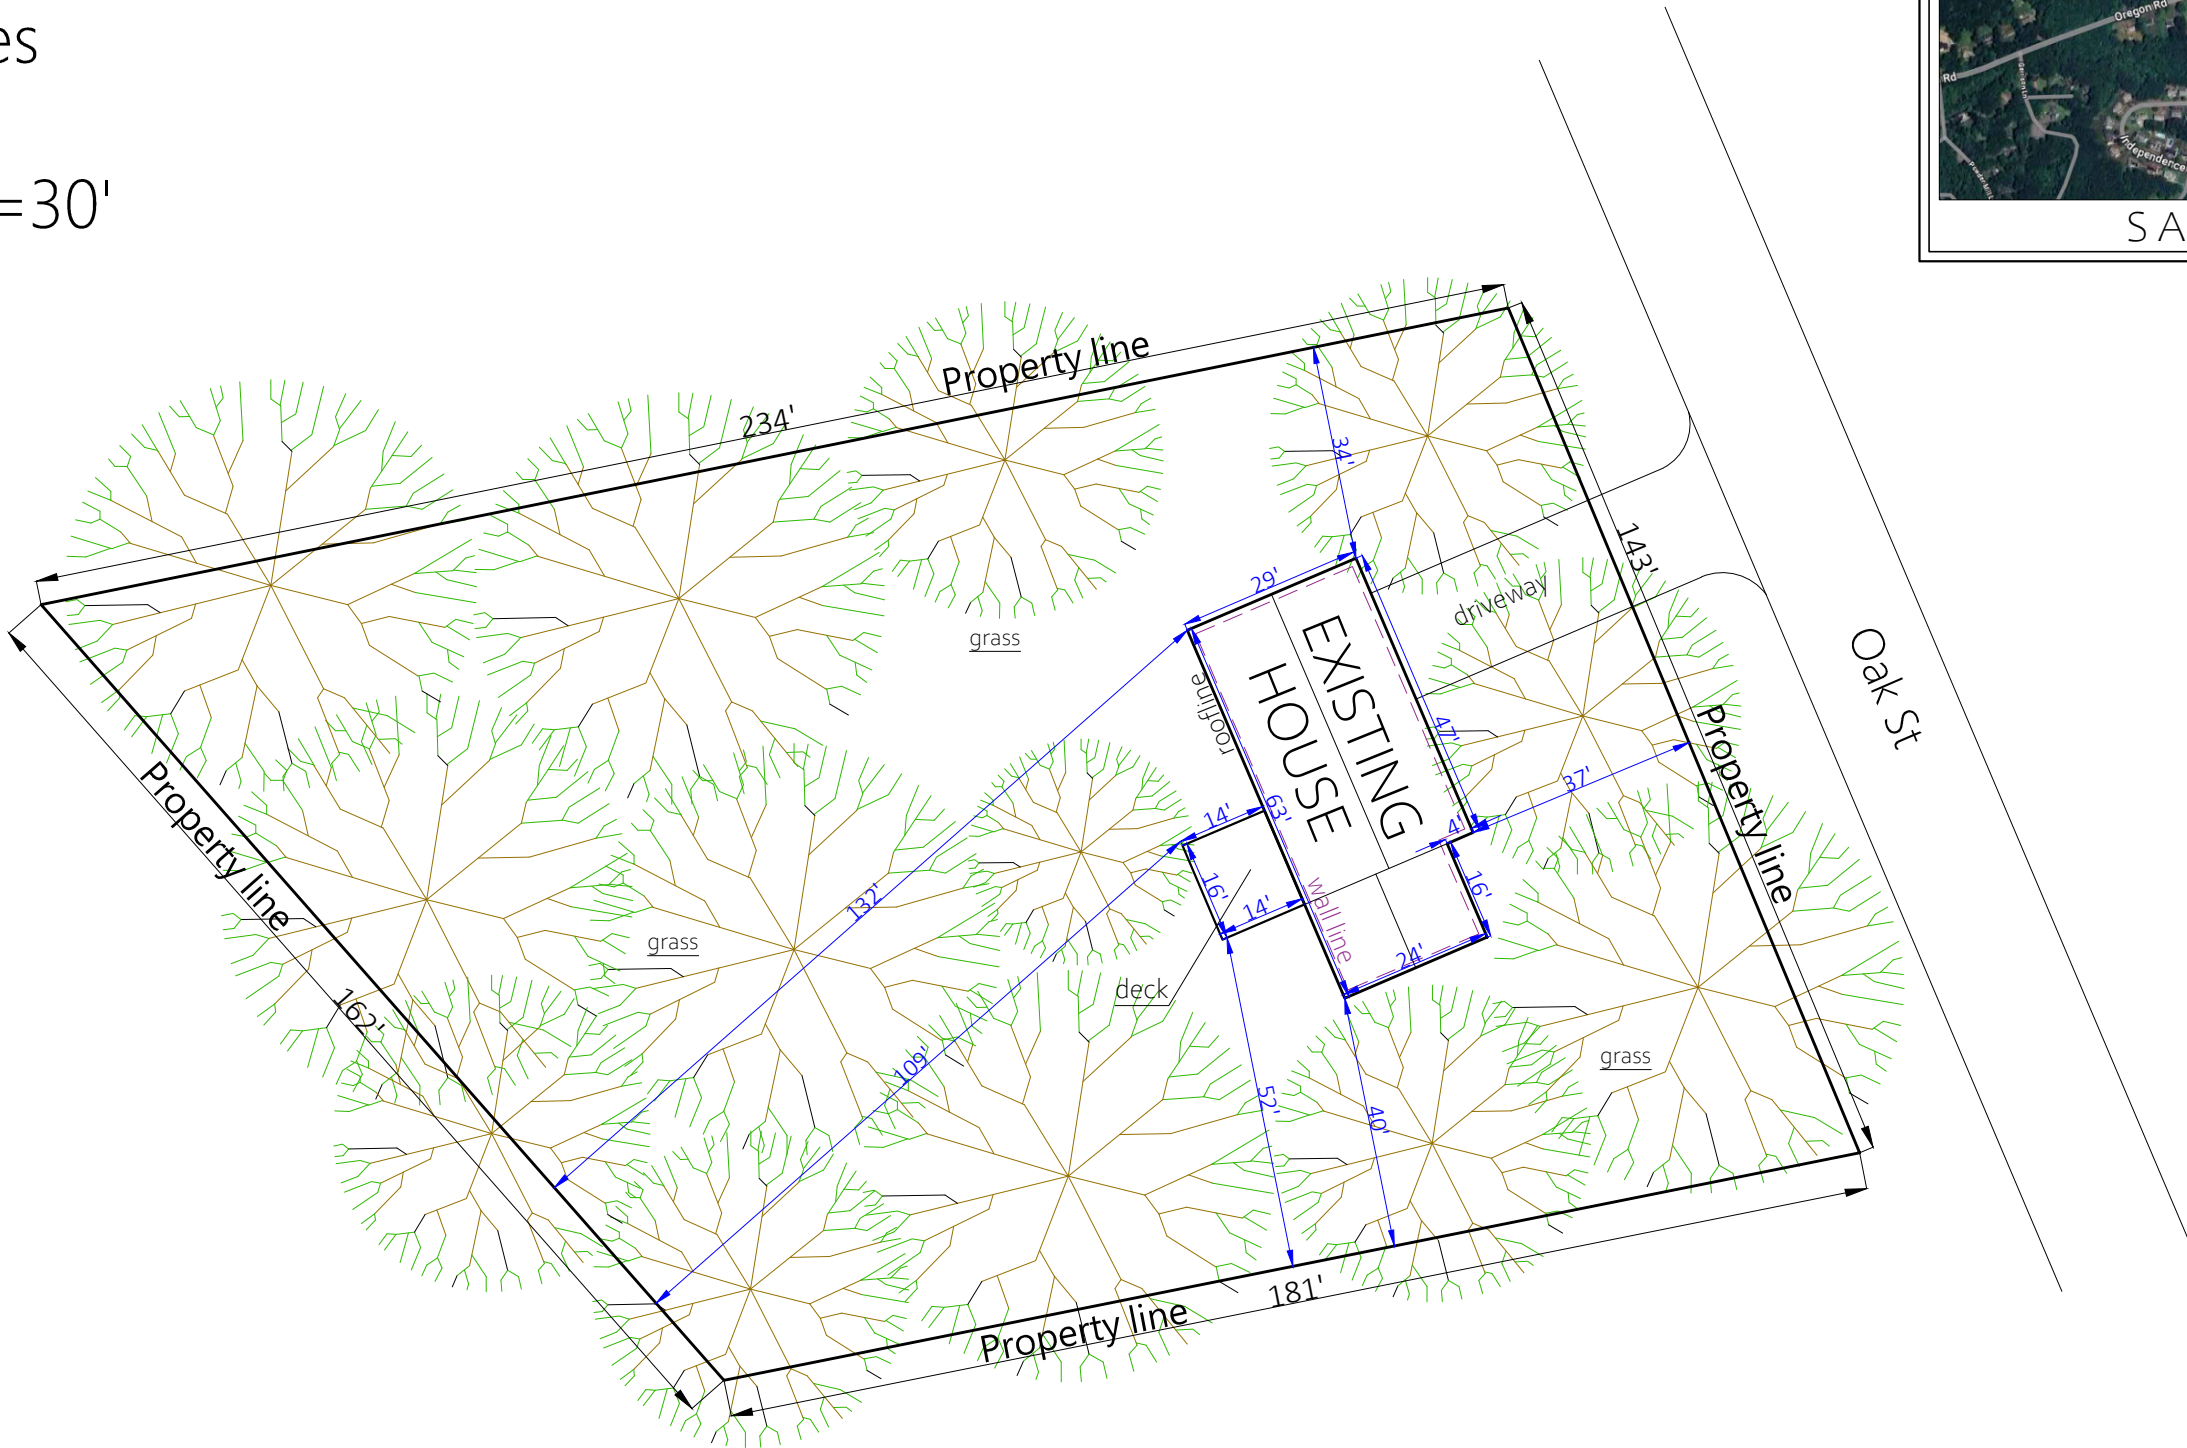 es
=30'
Oregon Rd
Rd
Independence
S A
Property line
234'
34'
143'
29'
driveway
grass
EXISTING
HOUSE
roofline
Oak St
47'
37'
Property line
Property line
14'
63'
4'
16'
14'
16'
132'
wall line
24'
grass
deck
162'
109'
52'
40'
grass
181'
Property line